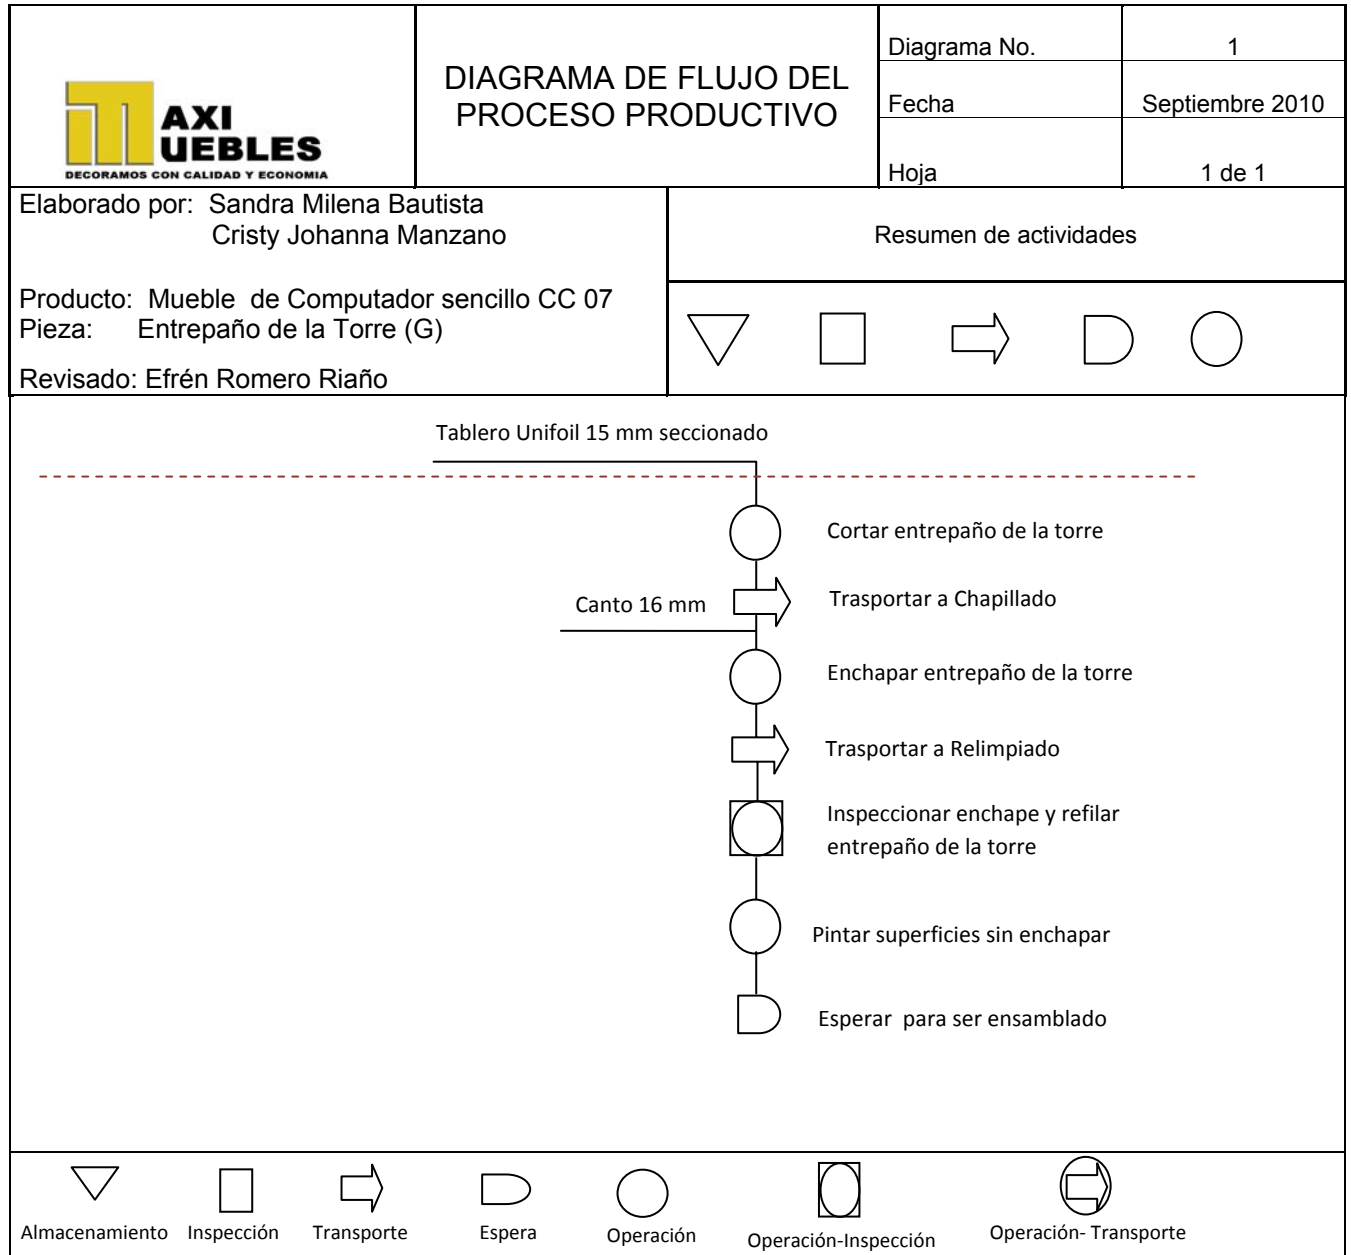 AXI
UEBLES
DECORAMOS CON CALIDAD Y ECONOMIA
DIAGRAMA DE FLUJO DEL
PROCESO PRODUCTIVO
Diagrama No. 1
Fecha Septiembre 2010
Hoja 1 de 1
Elaborado por: Sandra Milena Bautista
Cristy Johanna Manzano
Producto: Mueble de Computador sencillo CC 07
Pieza: Entrepaño de la Torre (G)
Revisado: Efrén Romero Riaño
Resumen de actividades
Tablero Unifoil 15 mm seccionado
Cortar entrepaño de la torre
Trasportar a Chapillado
Canto 16 mm
Enchapar entrepaño de la torre
Trasportar a Relimpiado
Inspeccionar enchape y refilar
entrepaño de la torre
Pintar superficies sin enchapar
Esperar para ser ensamblado
Almacenamiento Inspección Transporte Espera Operación Operación-Inspección Operación- Transporte